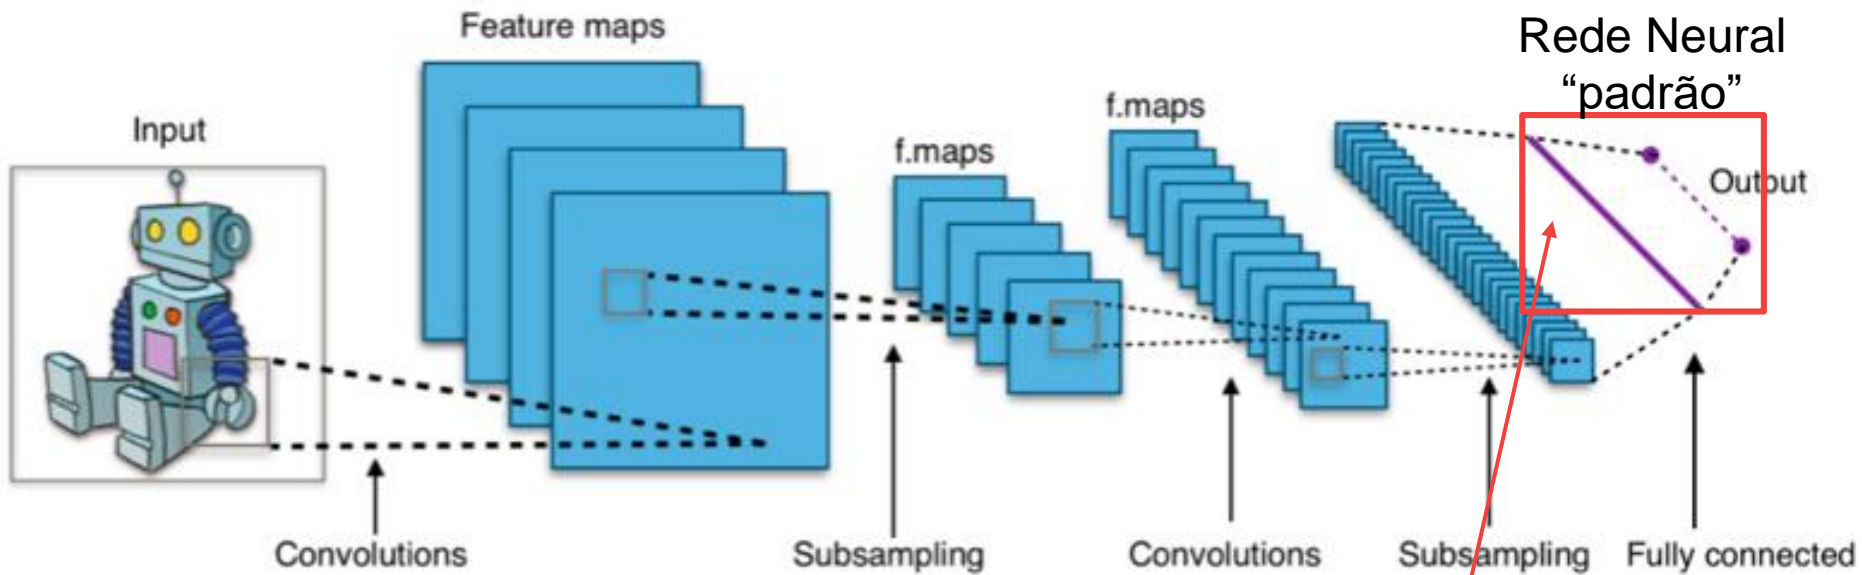 Feature maps
Rede Neural
“padrão”
Input
f.maps
f.maps
Output
Convolutions
Subsampling
Convolutions
Subsampling
Fully connected